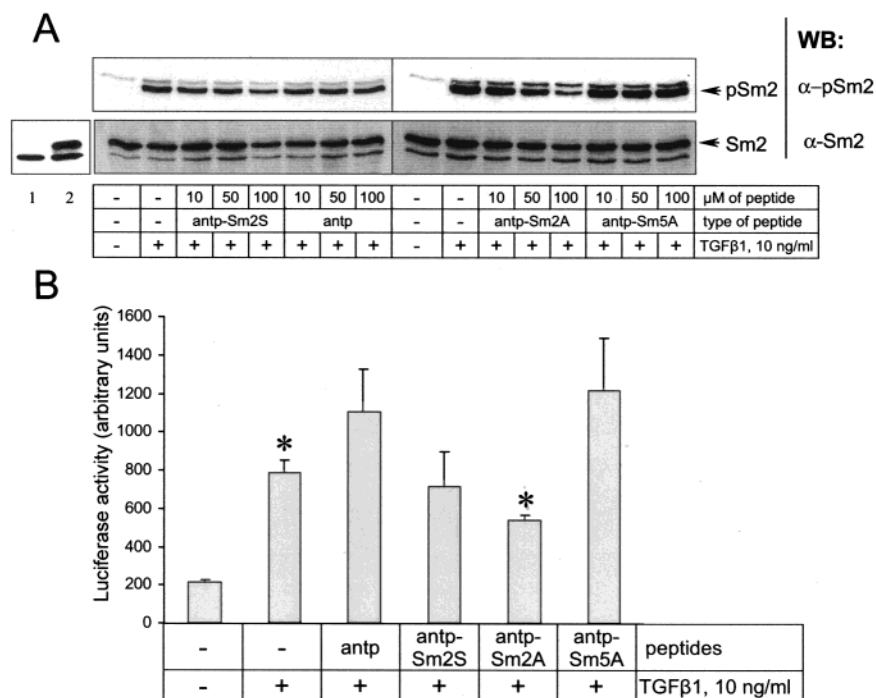 A
WB:
pSm2
α–pSm2
Sm2
α-Sm2
1 2
- - 10 50 100 10 50 100 - - 10 50 100 10 50 100 µM of peptide
- - antp-Sm2S antp - - antp-Sm2A antp-Sm5A type of peptide
- + + + + + + + - + + + + + + + TGFβ1, 10 ng/ml
B
Luciferase activity (arbitrary units)
1600
1400
1200
1000
800
600
400
200
0
*
*
- - antp antp-Sm2S antp-Sm2A antp-Sm5A peptides
- + + + + + TGFβ1, 10 ng/ml